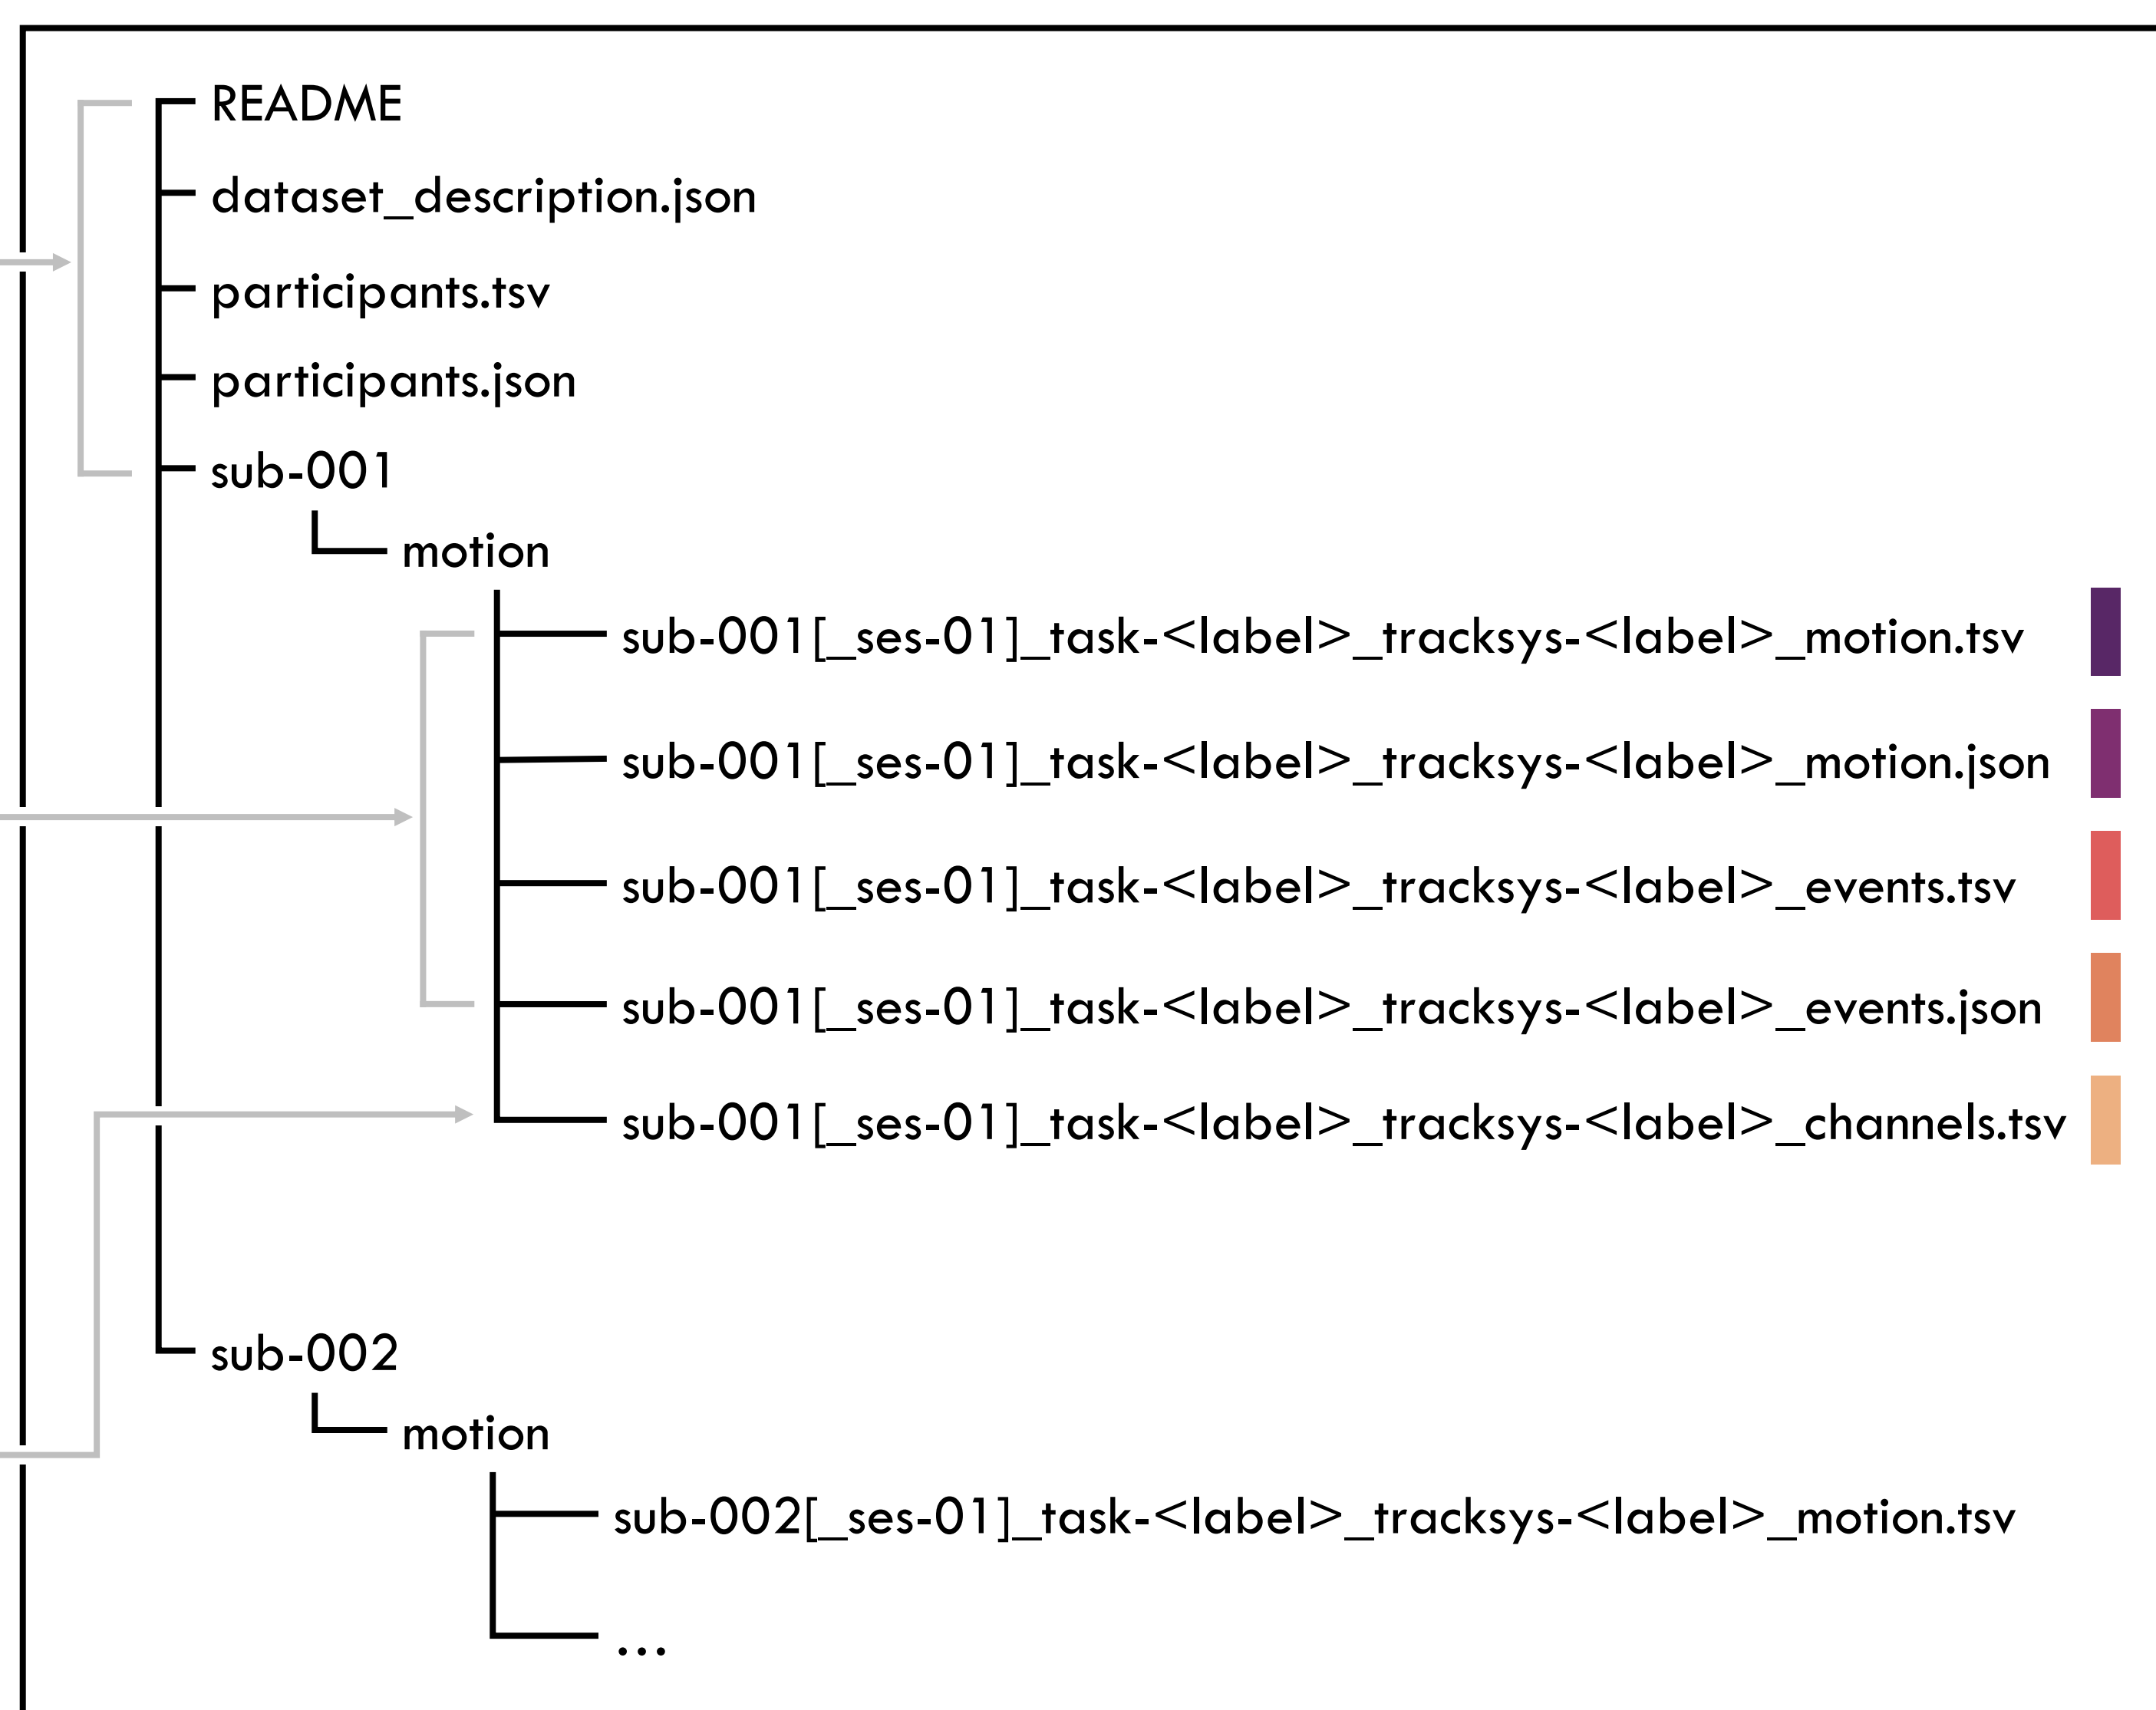 README
dataset_description.json
participants.tsv
participants.json
sub-001
motion
sub-001[_ses-01]_task-<label>_tracksys-<label>_motion.tsv
sub-001[_ses-01]_task-<label>_tracksys-<label>_motion.json
sub-001[_ses-01]_task-<label>_tracksys-<label>_events.tsv
sub-001[_ses-01]_task-<label>_tracksys-<label>_events.json
sub-001[_ses-01]_task-<label>_tracksys-<label>_channels.tsv
sub-002
motion
sub-002[_ses-01]_task-<label>_tracksys-<label>_motion.tsv
...